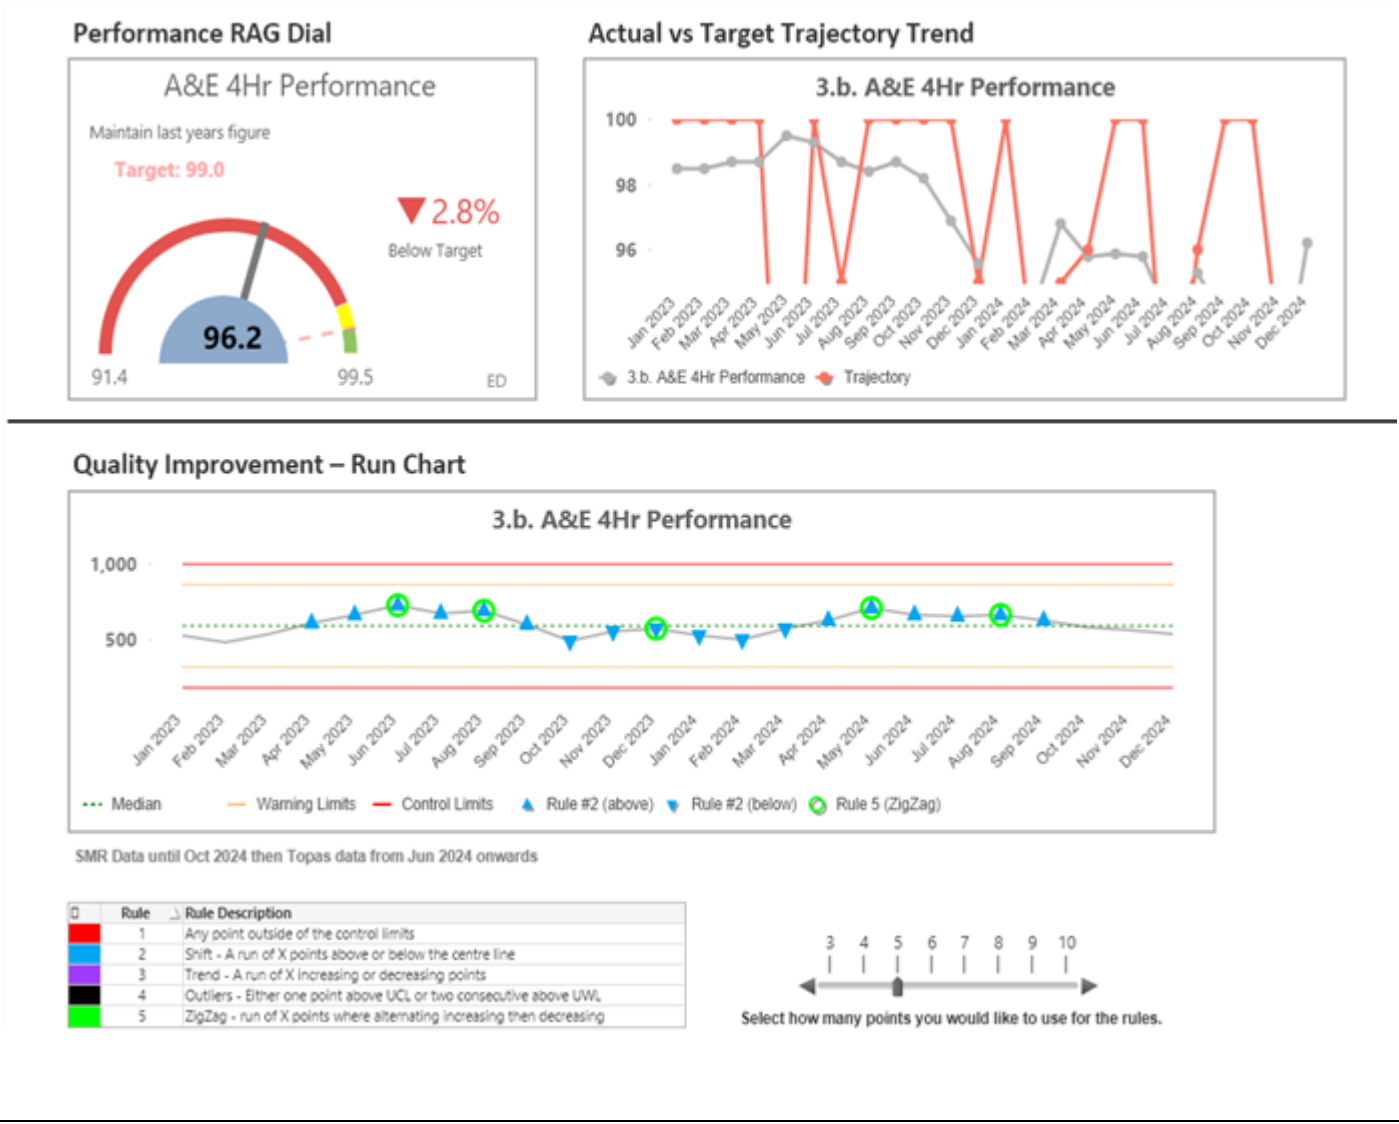 Performance RAG Dial
A&E 4Hr Performance
Maintain last years figure
Target: 99.0
2.8%
Below Target
96.2
91.4
99.5
ED
Actual vs Target Trajectory Trend
3.b. A&E 4Hr Performance
100
98
96
Jan 2023
Feb 2023
Mar 2023
Apr 2023
May 2023
Jun 2023
Jul 2023
Aug 2023
Sep 2023
Oct 2023
Nov 2023
Dec 2023
Jan 2024
Feb 2024
Mar 2024
Apr 2024
May 2024
Jun 2024
Jul 2024
Aug 2024
Sep 2024
Oct 2024
Nov 2024
Dec 2024
3.b. A&E 4Hr Performance Trajectory
Quality Improvement – Run Chart
3.b. A&E 4Hr Performance
1,000
500
Jan 2023
Feb 2023
Mar 2023
Apr 2023
May 2023
Jun 2023
Jul 2023
Aug 2023
Sep 2023
Oct 2023
Nov 2023
Dec 2023
Jan 2024
Feb 2024
Mar 2024
Apr 2024
May 2024
Jun 2024
Jul 2024
Aug 2024
Sep 2024
Oct 2024
Nov 2024
Dec 2024
Median Warning Limits Control Limits Rule #2 (above) Rule #2 (below) Rule 5 (ZigZag)
SMR Data until Oct 2024 then Topas data from Jun 2024 onwards
Rule Rule Description
1 Any point outside of the control limits
2 Shift - A run of X points above or below the centre line
3 Trend - A run of X increasing or decreasing points
4 Outliers - Either one point above UCL or two consecutive above UWL
5 ZigZag - run of X points where alternating increasing then decreasing
3 4 5 6 7 8 9 10
Select how many points you would like to use for the rules.